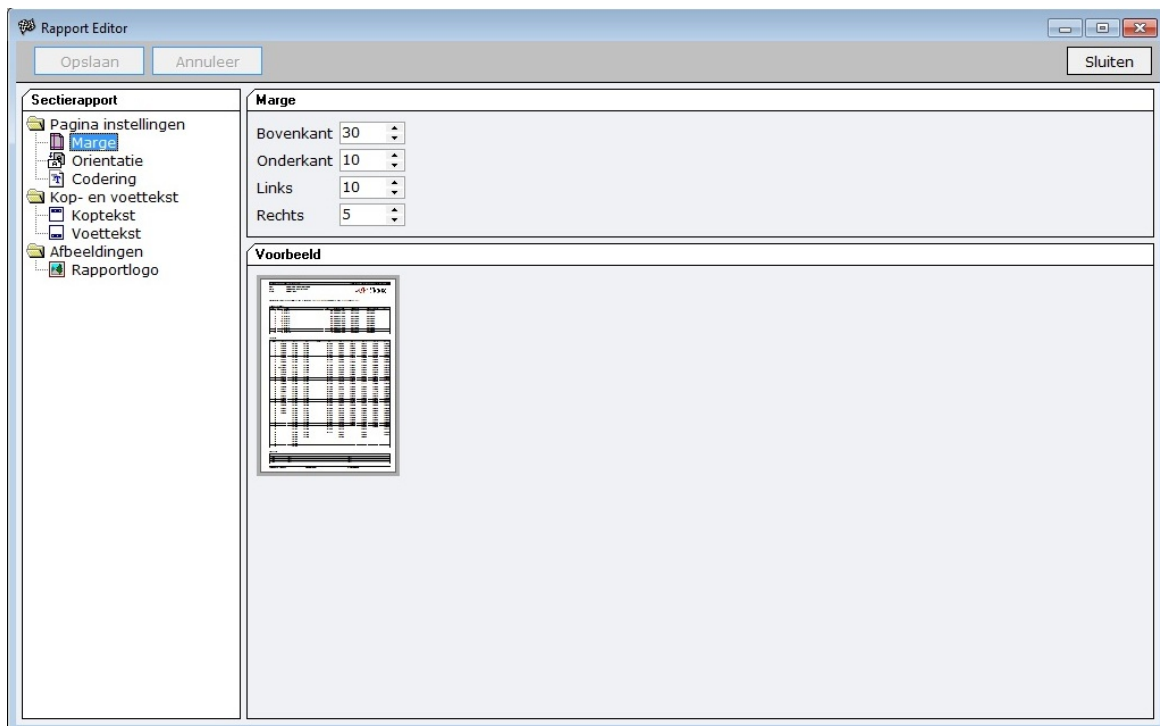 Rapport Editor
Opslaan Annuleer Sluiten
Sectierapport
Pagina instellingen
Marge
Orientatie
Codering
Kop- en voettekst
Koptekst
Voettekst
Afbeeldingen
Rapportlogo
Marge
Bovenkant 30
Onderkant 10
Links 10
Rechts 5
Voorbeeld